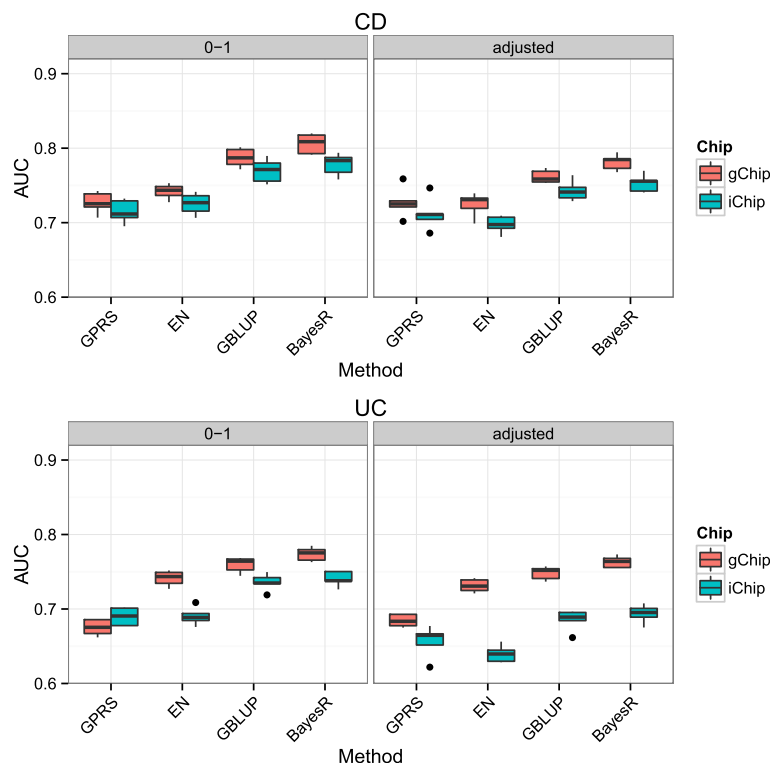 CD
0−1
adjusted
AUC
0.9
0.8
0.7
0.6
GPRS
EN
GBLUP
BayesR
GPRS
EN
GBLUP
BayesR
Method
Chip
gChip
iChip
UC
0−1
adjusted
AUC
0.9
0.8
0.7
0.6
GPRS
EN
GBLUP
BayesR
GPRS
EN
GBLUP
BayesR
Method
Chip
gChip
iChip